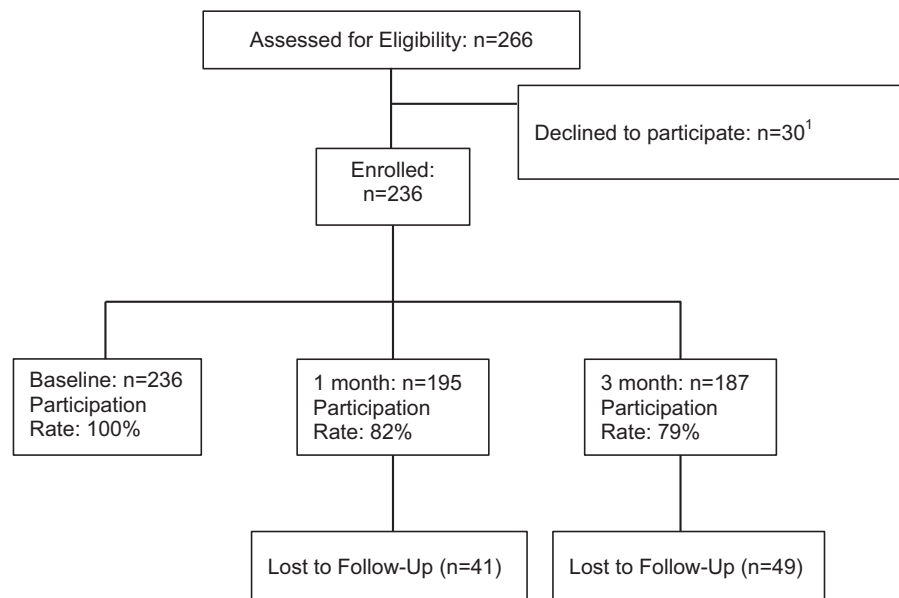 Assessed for Eligibility: n=266
Declined to participate: n=30¹
Enrolled:
n=236
Baseline: n=236
Participation
Rate: 100%
1 month: n=195
Participation
Rate: 82%
3 month: n=187
Participation
Rate: 79%
Lost to Follow-Up (n=41)
Lost to Follow-Up (n=49)